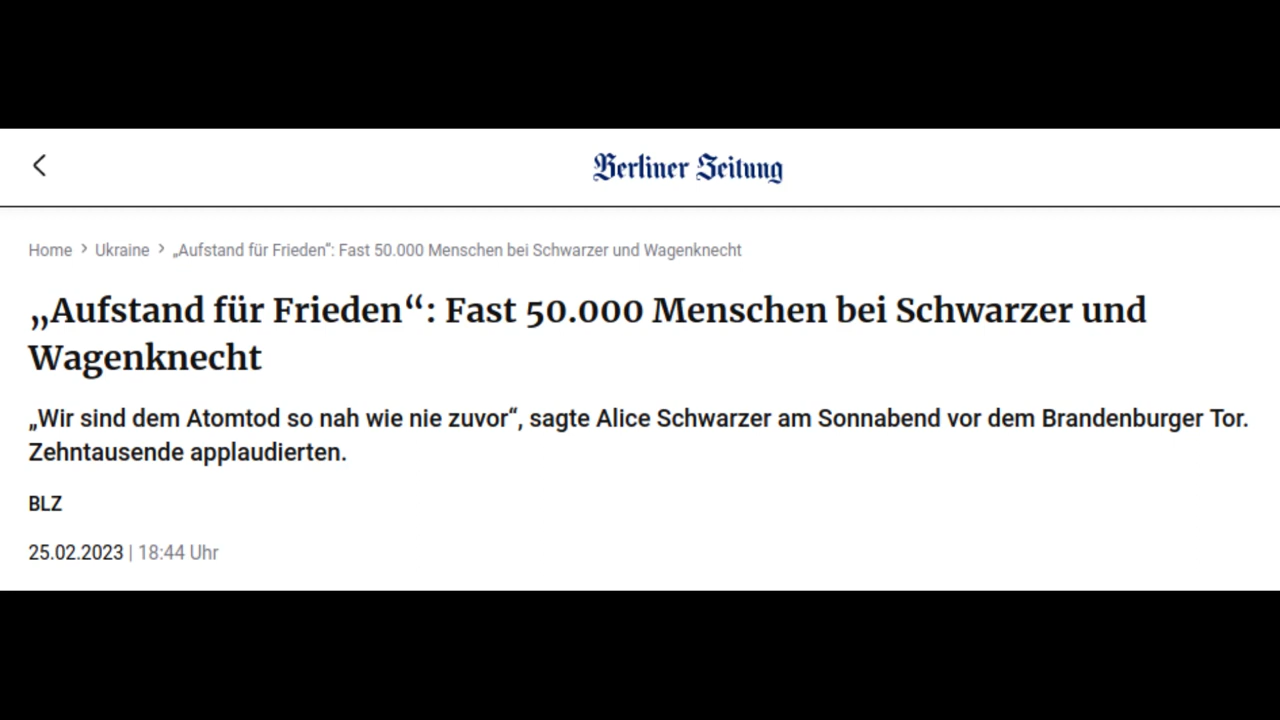 Berliner Zeitung
Home > Ukraine > „Aufstand für Frieden“: Fast 50.000 Menschen bei Schwarzer und Wagenknecht
„Aufstand für Frieden“: Fast 50.000 Menschen bei Schwarzer und
Wagenknecht
„Wir sind dem Atomtod so nah wie nie zuvor“, sagte Alice Schwarzer am Sonnabend vor dem Brandenburger Tor.
Zehntausende applaudierten.
BLZ
25.02.2023 | 18:44 Uhr